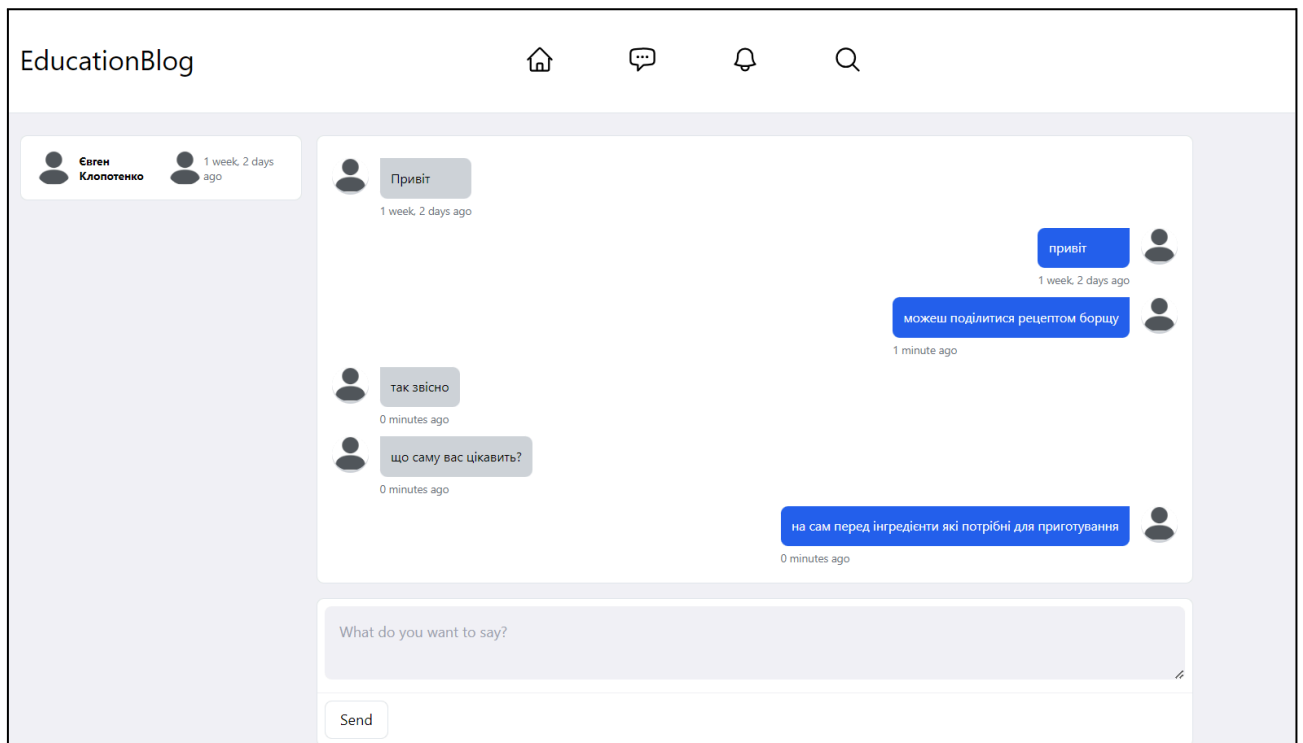 EducationBlog
Євген
Клопотенко
1 week, 2 days
ago
Привіт
1 week, 2 days ago
привіт
1 week, 2 days ago
можеш поділитися рецептом борщу
1 minute ago
так звісно
0 minutes ago
що саму вас цікавить?
0 minutes ago
на сам перед інгредієнти які потрібні для приготування
0 minutes ago
What do you want to say?
Send